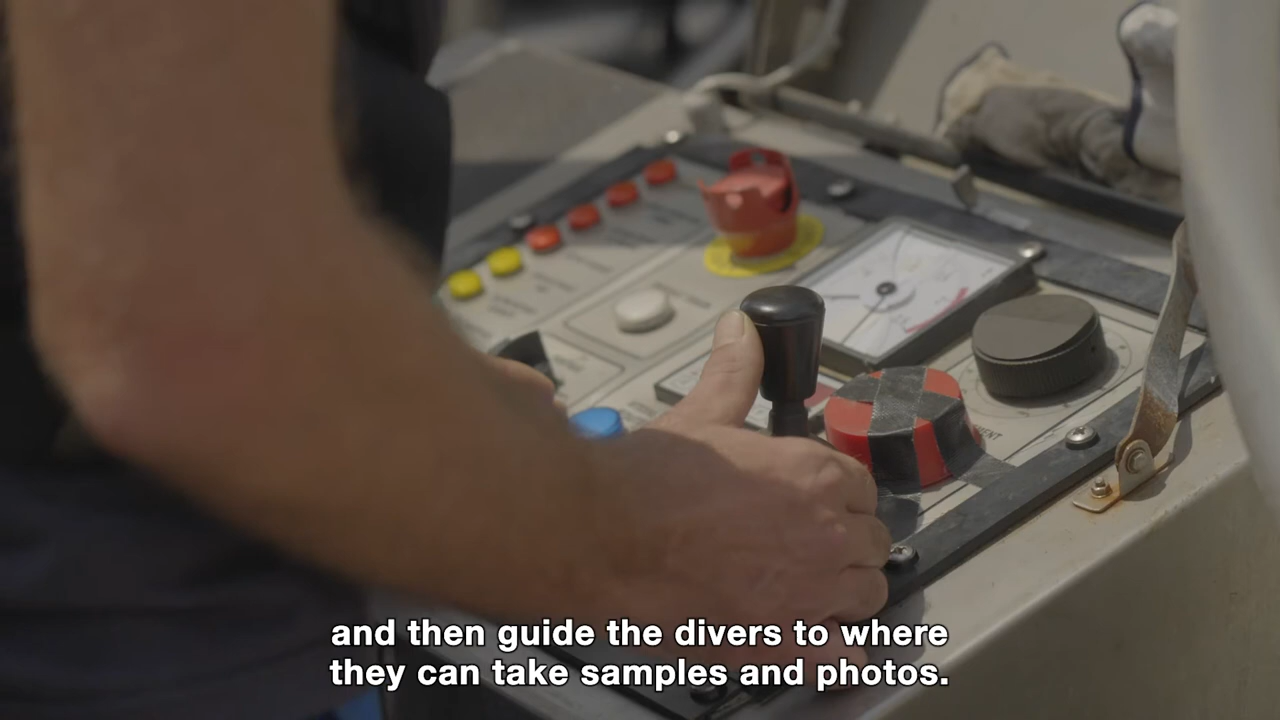 and then guide the divers to where
they can take samples and photos.